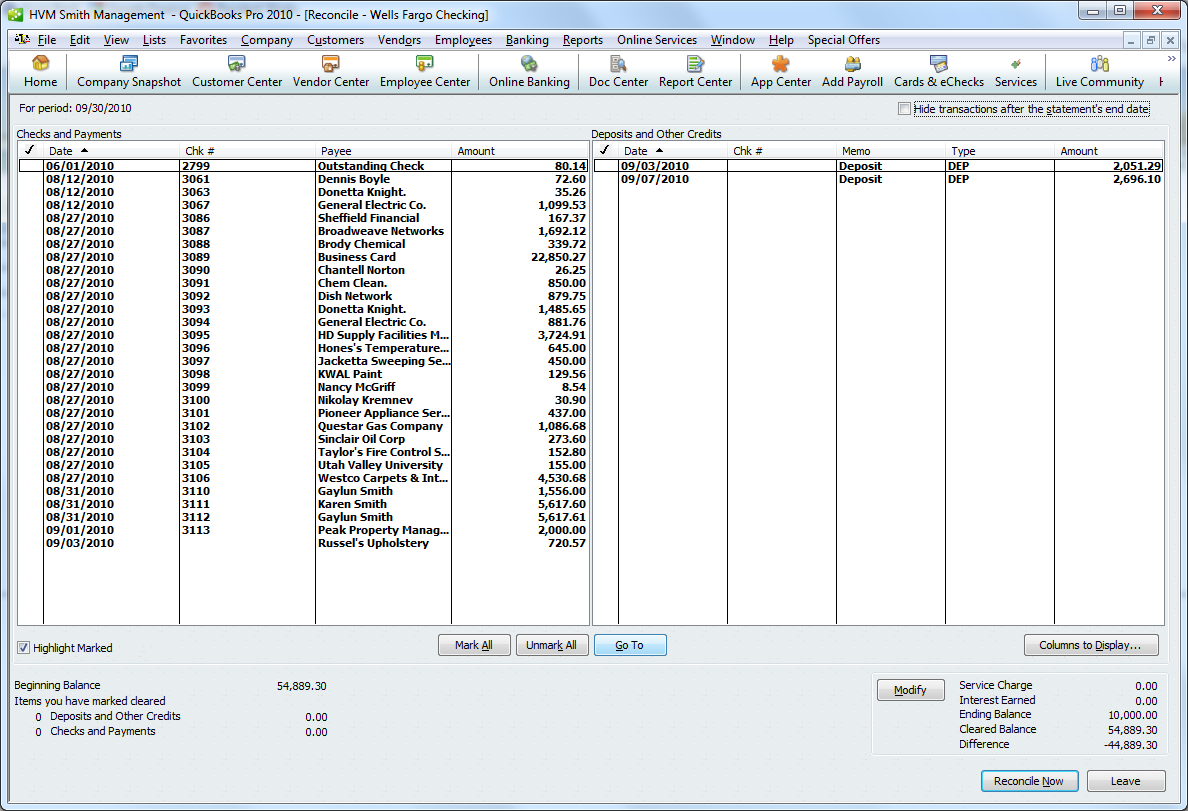 HVM Smith Management - QuickBooks Pro 2010 - [Reconcile - Wells Fargo Checking]
File Edit View Lists Favorites Company Customers Vendors Employees Banking Reports Online Services Window Help Special Offers
Home Company Snapshot Customer Center Vendor Center Employee Center Online Banking Doc Center Report Center App Center Add Payroll Cards & eChecks Services Live Community
For period: 09/30/2010
Hide transactions after the statement's end date
Checks and Payments
✓ Date Chk # Payee Amount
06/01/2010 2799 Outstanding Check 80.14
08/12/2010 3061 Dennis Boyle 72.60
08/12/2010 3063 Donetta Knight. 35.26
08/12/2010 3067 General Electric Co. 1,099.53
08/27/2010 3086 Sheffield Financial 167.37
08/27/2010 3087 Broadweave Networks 1,692.12
08/27/2010 3088 Brody Chemical 339.72
08/27/2010 3089 Business Card 22,850.27
08/27/2010 3090 Chantell Norton 26.25
08/27/2010 3091 Chem Clean. 850.00
08/27/2010 3092 Dish Network 879.75
08/27/2010 3093 Donetta Knight. 1,485.65
08/27/2010 3094 General Electric Co. 881.76
08/27/2010 3095 HD Supply Facilities M... 3,724.91
08/27/2010 3096 Hones's Temperature... 645.00
08/27/2010 3097 Jacketta Sweeping Se... 450.00
08/27/2010 3098 KWAL Paint 129.56
08/27/2010 3099 Nancy McGriff 8.54
08/27/2010 3100 Nikolay Kremnev 30.90
08/27/2010 3101 Pioneer Appliance Ser... 437.00
08/27/2010 3102 Questar Gas Company 1,086.68
08/27/2010 3103 Sinclair Oil Corp 273.60
08/27/2010 3104 Taylor's Fire Control S... 152.80
08/27/2010 3105 Utah Valley University 155.00
08/27/2010 3106 Westco Carpets & Int... 4,530.68
08/31/2010 3110 Gaylun Smith 1,556.00
08/31/2010 3111 Karen Smith 5,617.60
08/31/2010 3112 Gaylun Smith 5,617.61
09/01/2010 3113 Peak Property Manag... 2,000.00
09/03/2010 Russel's Upholstery 720.57
Deposits and Other Credits
✓ Date Chk # Memo Type Amount
09/03/2010 Deposit DEP 2,051.29
09/07/2010 Deposit DEP 2,696.10
Highlight Marked
Mark All Unmark All Go To Columns to Display...
Beginning Balance 54,889.30
Items you have marked cleared
0 Deposits and Other Credits 0.00
0 Checks and Payments 0.00
Modify
Service Charge 0.00
Interest Earned 0.00
Ending Balance 10,000.00
Cleared Balance 54,889.30
Difference -44,889.30
Reconcile Now Leave